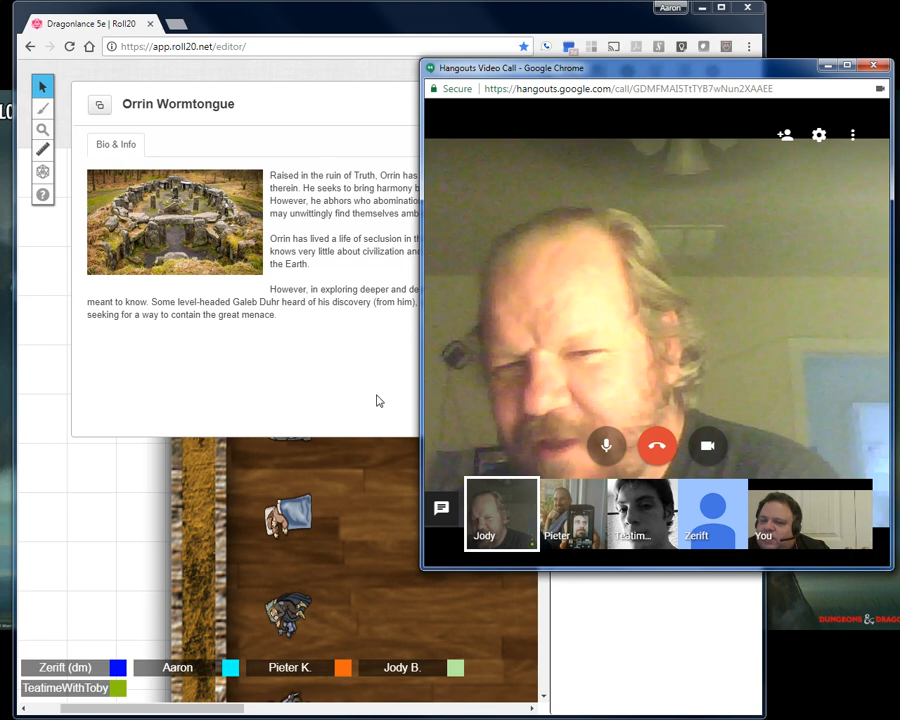 Aaron
Dragonlance 5e | Roll20
https://app.roll20.net/editor/
Hangouts Video Call - Google Chrome
Secure
https://hangouts.google.com/call/GDMFMAI5TtTYB7wNun2XAAEE
Orrin Wormtongue
Bio & Info
Raised in the ruin of Truth, Orrin has
therein. He seeks to bring harmony b
However, he abhors who abomination
may unwittingly find themselves amb
Orrin has lived a life of seclusion in th
knows very little about civilization and
the Earth.
However, in exploring deeper and de
meant to know. Some level-headed Galeb Duhr heard of his discovery (from him),
seeking for a way to contain the great menace.
Jody
Pieter
Teatim...
Zerift
You
DUNGEONS & DRAGO
Zerift (dm)
Aaron
Pieter K.
Jody B.
TeatimeWithToby